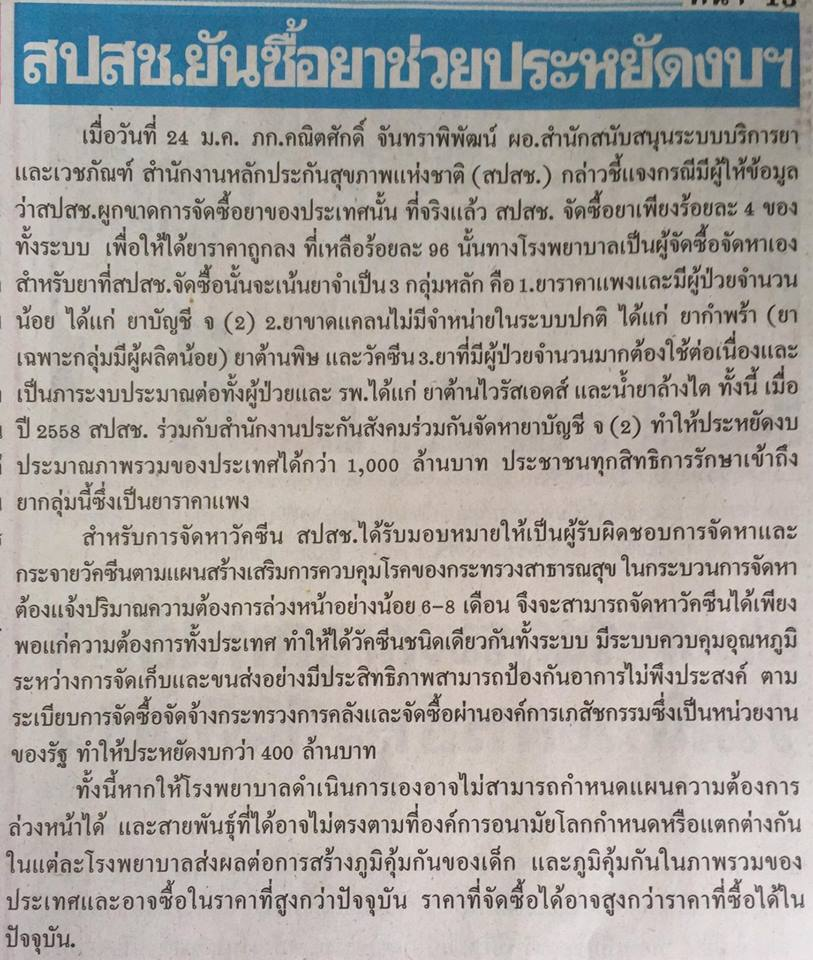 สปสช.ยันซื้อยาช่วยประหยัดงบฯ
เมื่อวันที่ 24 ม.ค. ภก.คณิตศักดิ์ จันทราพิพัฒน์ ผอ.สำนักสนับสนุนระบบบริการยา
และเวชภัณฑ์ สำนักงานหลักประกันสุขภาพแห่งชาติ (สปสช.) กล่าวชี้แจงกรณีมีผู้ให้ข้อมูล
ว่าสปสช.ผูกขาดการจัดซื้อยาของประเทศนั้น ที่จริงแล้ว สปสช. จัดซื้อยาเพียงร้อยละ 4 ของ
ทั้งระบบ เพื่อให้ได้ยาราคาถูกลง ที่เหลือร้อยละ 96 นั้นทางโรงพยาบาลเป็นผู้จัดซื้อจัดหาเอง
สำหรับยาที่สปสช.จัดซื้อนั้นจะเน้นยาจำเป็น 3 กลุ่มหลัก คือ 1.ยาราคาแพงและมีผู้ป่วยจำนวน
น้อย ได้แก่ ยาบัญชี จ (2) 2.ยาขาดแคลนไม่มีจำหน่ายในระบบปกติ ได้แก่ ยากำพร้า (ยา
เฉพาะกลุ่มมีผู้ผลิตน้อย) ยาต้านพิษ และวัคซีน 3.ยาที่มีผู้ป่วยจำนวนมากต้องใช้ต่อเนื่องและ
เป็นภาระงบประมาณต่อทั้งผู้ป่วยและ รพ.ได้แก่ ยาต้านไวรัสเอดส์ และน้ำยาล้างไต ทั้งนี้ เมื่อ
ปี 2558 สปสช. ร่วมกับสำนักงานประกันสังคมร่วมกันจัดหายาบัญชี จ (2) ทำให้ประหยัดงบ
ประมาณภาพรวมของประเทศได้กว่า 1,000 ล้านบาท ประชาชนทุกสิทธิการรักษาเข้าถึง
ยากลุ่มนี้ซึ่งเป็นยาราคาแพง
สำหรับการจัดหาวัคซีน สปสช.ได้รับมอบหมายให้เป็นผู้รับผิดชอบการจัดหาและ
กระจายวัคซีนตามแผนสร้างเสริมการควบคุมโรคของกระทรวงสาธารณสุข ในกระบวนการจัดหา
ต้องแจ้งปริมาณความต้องการล่วงหน้าอย่างน้อย 6-8 เดือน จึงจะสามารถจัดหาวัคซีนได้เพียง
พอแก่ความต้องการทั้งประเทศ ทำให้ได้วัคซีนชนิดเดียวกันทั้งระบบ มีระบบควบคุมอุณหภูมิ
ระหว่างการจัดเก็บและขนส่งอย่างมีประสิทธิภาพสามารถป้องกันอาการไม่พึงประสงค์ ตาม
ระเบียบการจัดซื้อจัดจ้างกระทรวงการคลังและจัดซื้อผ่านองค์การเภสัชกรรมซึ่งเป็นหน่วยงาน
ของรัฐ ทำให้ประหยัดงบกว่า 400 ล้านบาท
ทั้งนี้หากให้โรงพยาบาลดำเนินการเองอาจไม่สามารถกำหนดแผนความต้องการ
ล่วงหน้าได้ และสายพันธุ์ที่ได้อาจไม่ตรงตามที่องค์การอนามัยโลกกำหนดหรือแตกต่างกัน
ในแต่ละโรงพยาบาลส่งผลต่อการสร้างภูมิคุ้มกันของเด็ก และภูมิคุ้มกันในภาพรวมของ
ประเทศและอาจซื้อในราคาที่สูงกว่าปัจจุบัน ราคาที่จัดซื้อได้อาจสูงกว่าราคาที่ซื้อได้ใน
ปัจจุบัน.